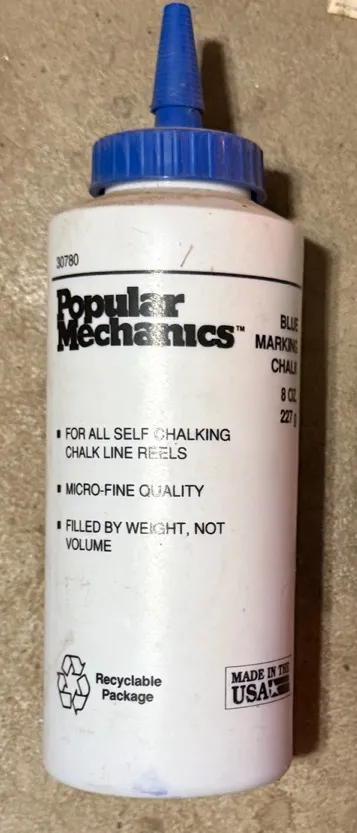 30780
Popular
Mechanics™
BLUE
MARKING
CHALK
8 OZ.
227 g
▪ FOR ALL SELF CHALKING
CHALK LINE REELS
▪ MICRO-FINE QUALITY
▪ FILLED BY WEIGHT, NOT
VOLUME
Recyclable
Package
MADE IN THE
USA